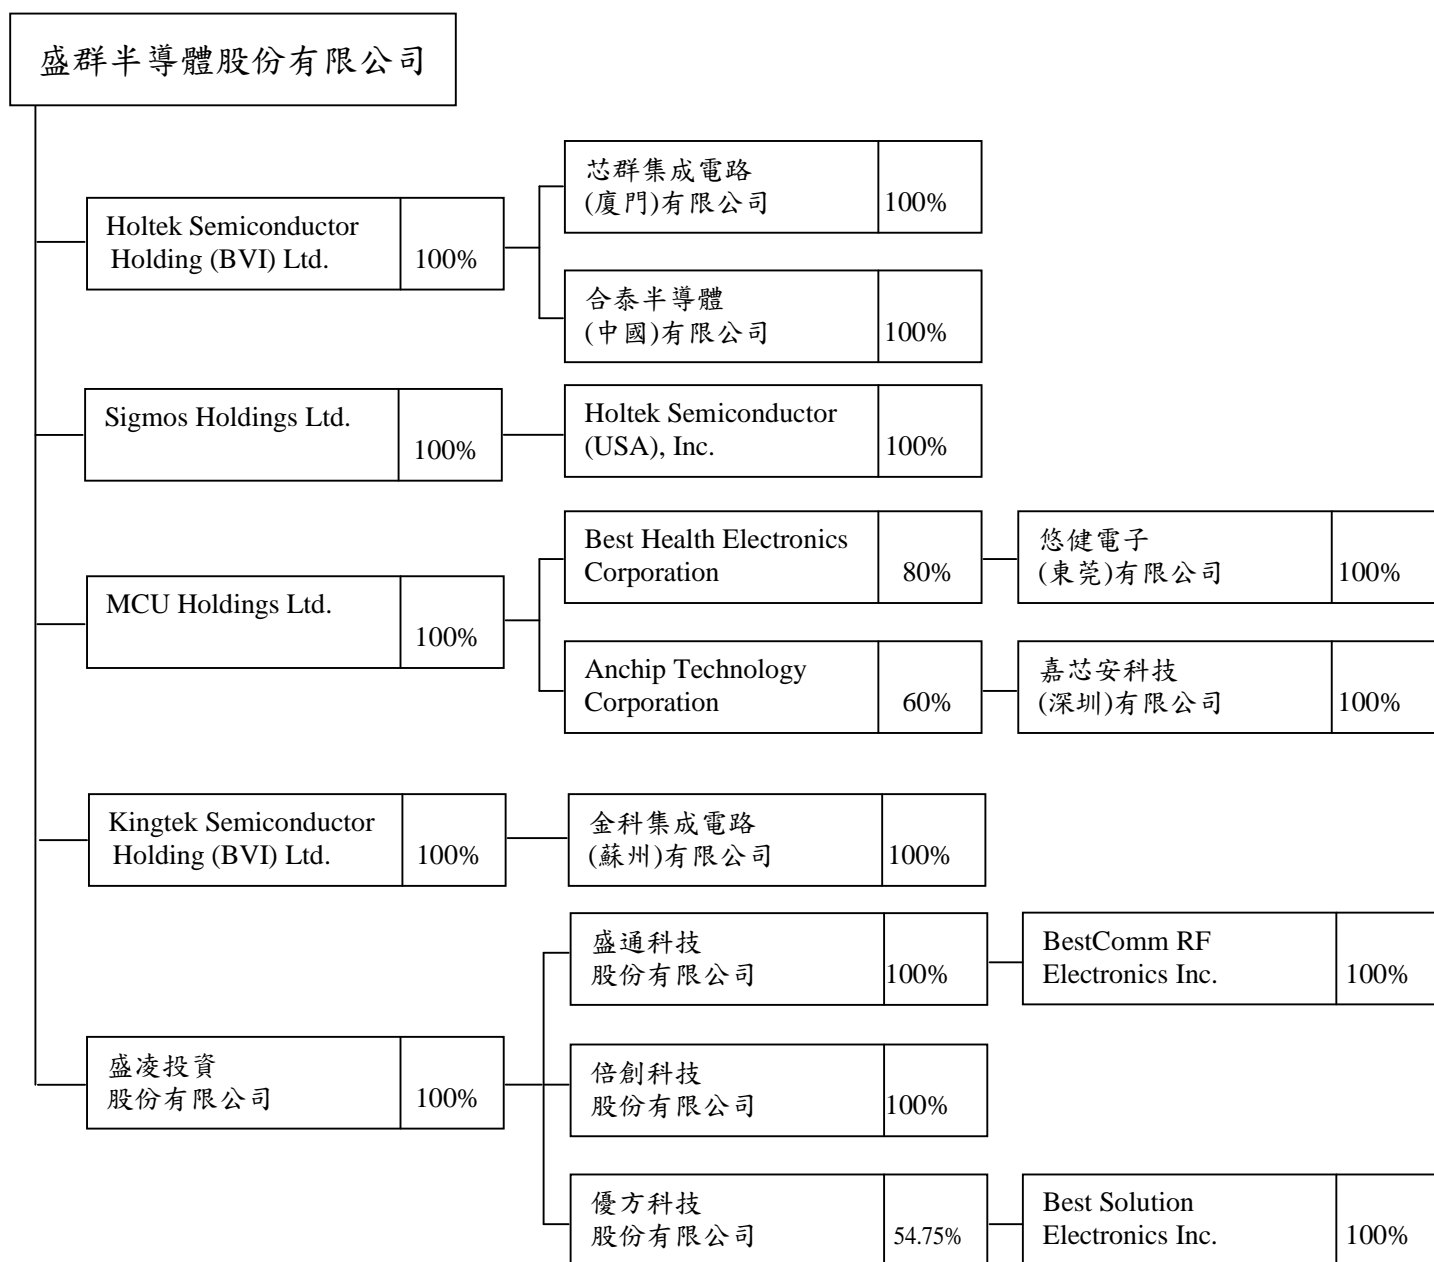 盛群半導體股份有限公司
Holtek Semiconductor
Holding (BVI) Ltd.
100%
芯群集成電路
(廈門)有限公司
100%
合泰半導體
(中國)有限公司
100%
Sigmos Holdings Ltd.
100%
Holtek Semiconductor
(USA), Inc.
100%
MCU Holdings Ltd.
100%
Best Health Electronics
Corporation
80%
悠健電子
(東莞)有限公司
100%
Anchip Technology
Corporation
60%
嘉芯安科技
(深圳)有限公司
100%
Kingtek Semiconductor
Holding (BVI) Ltd.
100%
金科集成電路
(蘇州)有限公司
100%
盛凌投資
股份有限公司
100%
盛通科技
股份有限公司
100%
BestComm RF
Electronics Inc.
100%
倍創科技
股份有限公司
100%
優方科技
股份有限公司
54.75%
Best Solution
Electronics Inc.
100%